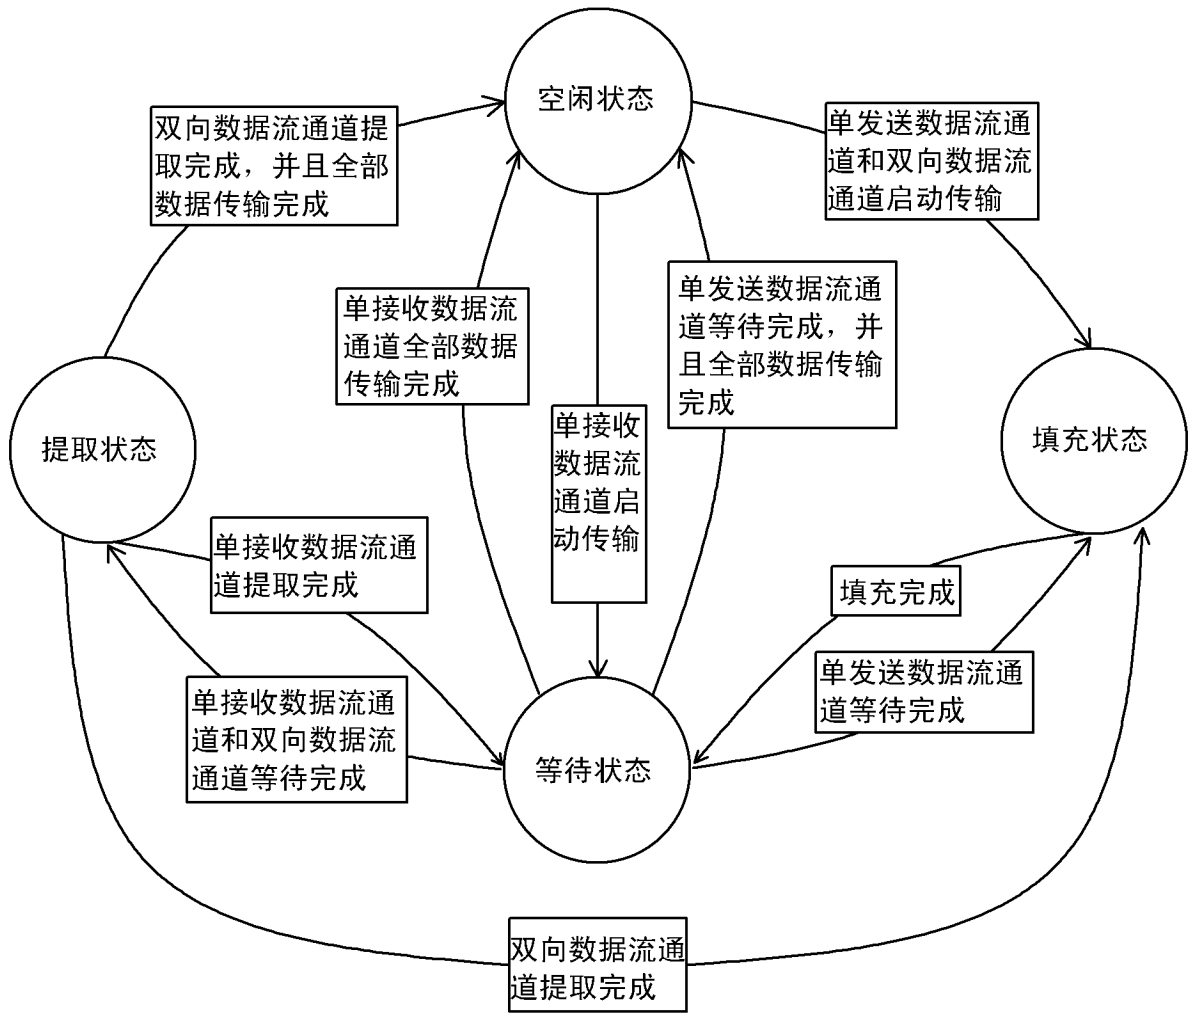 空闲状态
双向数据流通道提
取完成，并且全部
数据传输完成
单发送数据流通
道和双向数据流
通道启动传输
单接收数据流
通道全部数据
传输完成
单发送数据流通
道等待完成，并
且全部数据传输
完成
单接收
数据流
通道启
动传输
提取状态
填充状态
单接收数据流通
道提取完成
填充完成
单接收数据流通
道和双向数据流
通道等待完成
单发送数据流通
道等待完成
等待状态
双向数据流通
道提取完成